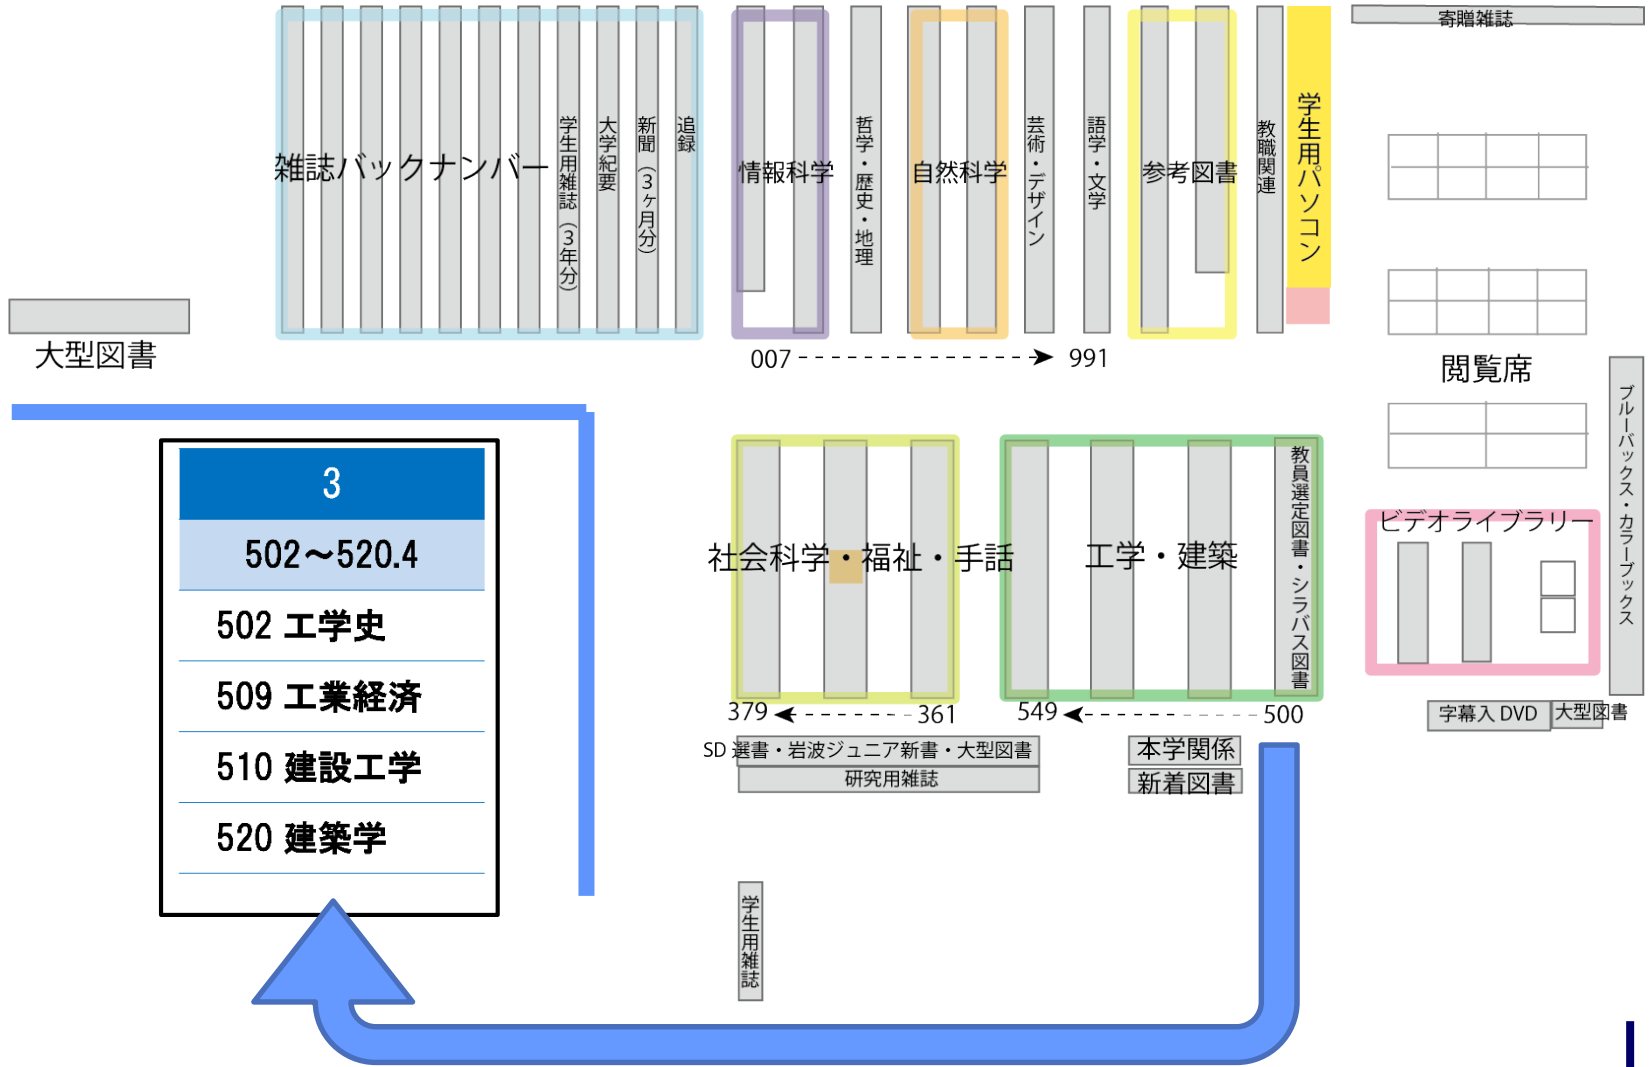 寄贈雑誌
雑誌バックナンバー
学生用雑誌（3年分）
大学紀要
新聞（3ヶ月分）
追録
情報科学
哲学・歴史・地理
自然科学
芸術・デザイン
語学・文学
参考図書
教職関連
学生用パソコン
007
991
大型図書
閲覧席
ブルーバックス・カラーブックス
3
502～520.4
502 工学史
509 工業経済
510 建設工学
520 建築学
社会科学・福祉・手話
工学・建築
教員選定図書・シラバス図書
ビデオライブラリー
379
361
549
500
字幕入 DVD
大型図書
SD 選書・岩波ジュニア新書・大型図書
研究用雑誌
本学関係
新着図書
学生用雑誌